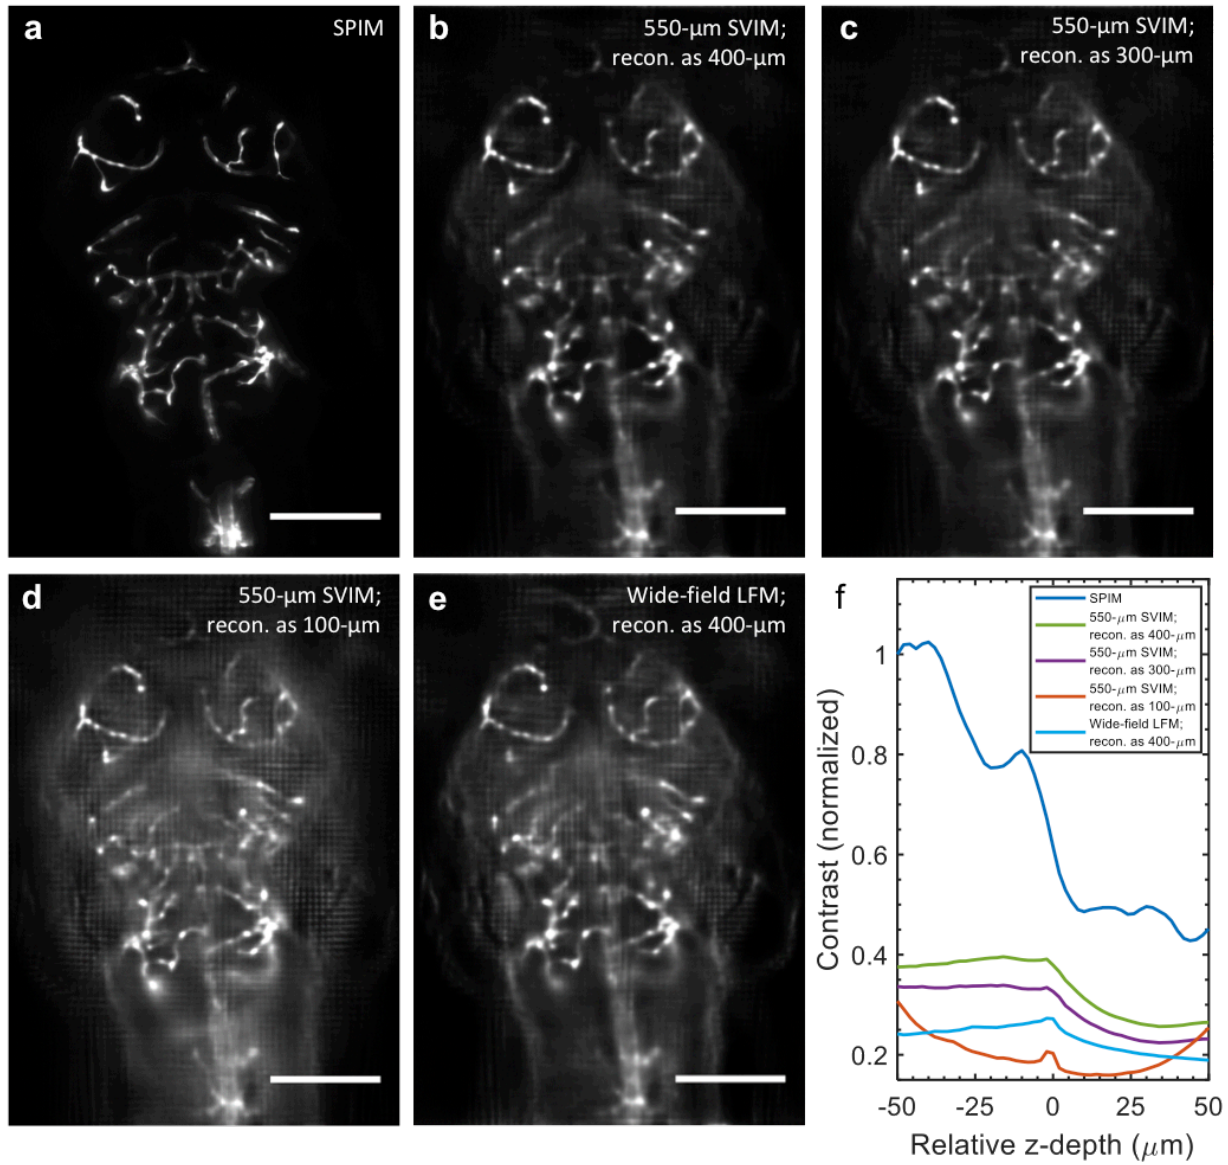 a
SPIM
b
550-µm SVIM;
recon. as 400-µm
c
550-µm SVIM;
recon. as 300-µm
d
550-µm SVIM;
recon. as 100-µm
e
Wide-field LFM;
recon. as 400-µm
f
SPIM
550-µm SVIM;
recon. as 400-µm
550-µm SVIM;
recon. as 300-µm
550-µm SVIM;
recon. as 100-µm
Wide-field LFM;
recon. as 400-µm
Contrast (normalized)
1
0.8
0.6
0.4
0.2
-50
-25
0
25
50
Relative z-depth (µm)